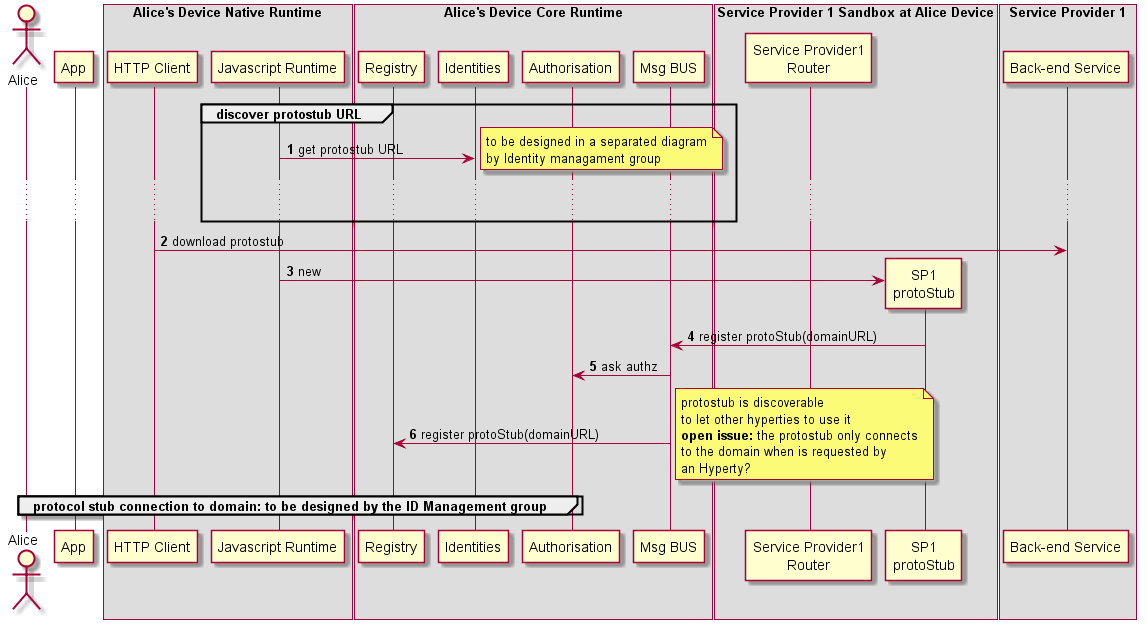 Alice's Device Native Runtime
Alice's Device Core Runtime
Service Provider 1 Sandbox at Alice Device
Service Provider 1
Alice
App
HTTP Client
Javascript Runtime
Registry
Identities
Authorisation
Msg BUS
Service Provider1
Router
Back-end Service
discover protostub URL
1 get protostub URL
to be designed in a separated diagram
by Identity managament group
2 download protostub
3 new
SP1
protoStub
4 register protoStub(domainURL)
5 ask authz
protostub is discoverable
to let other hyperties to use it
open issue: the protostub only connects
to the domain when is requested by
an Hyperty?
6 register protoStub(domainURL)
protocol stub connection to domain: to be designed by the ID Management group
Alice
App
HTTP Client
Javascript Runtime
Registry
Identities
Authorisation
Msg BUS
Service Provider1
Router
SP1
protoStub
Back-end Service